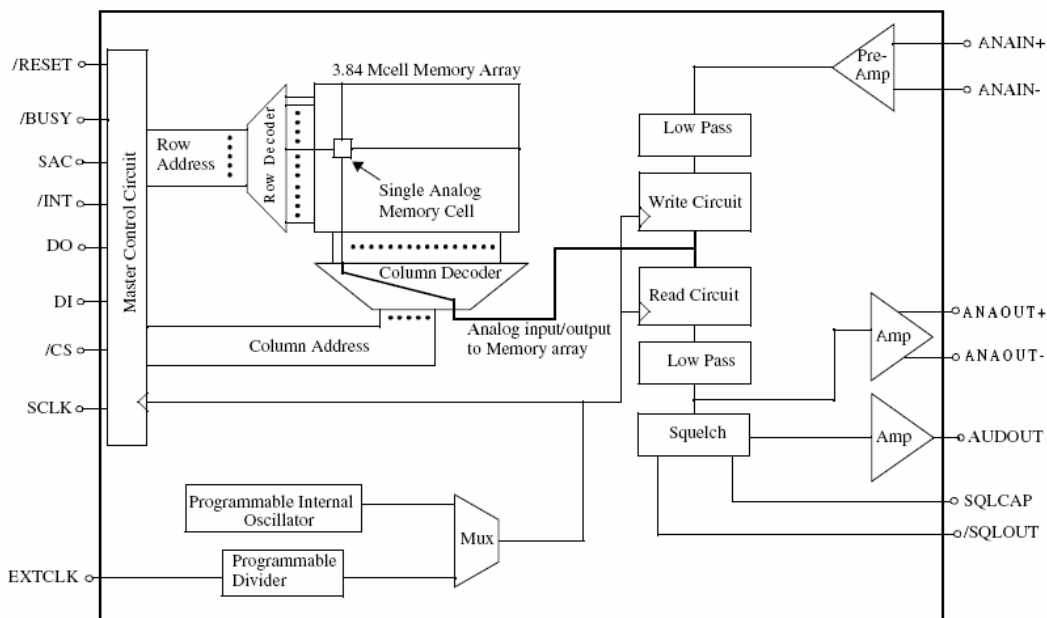 /RESET
/BUSY
SAC
/INT
DO
DI
/CS
SCLK
EXTCLK
Master Control Circuit
Row
Address
Row Decoder
3.84 Mcell Memory Array
Single Analog
Memory Cell
Column Decoder
Column Address
Analog input/output
to Memory array
Programmable Internal
Oscillator
Programmable
Divider
Mux
Pre-
Amp
Low Pass
Write Circuit
Read Circuit
Low Pass
Squelch
Amp
Amp
ANAIN+
ANAIN-
ANAOUT+
ANAOUT-
AUDOUT
SQLCAP
/SQLOUT